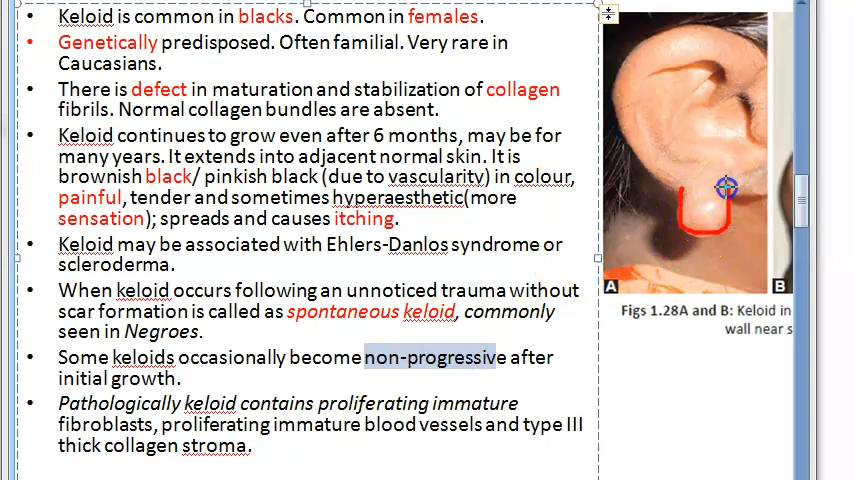 Keloid is common in blacks. Common in females.
Genetically predisposed. Often familial. Very rare in
Caucasians.
There is defect in maturation and stabilization of collagen
fibrils. Normal collagen bundles are absent.
Keloid continues to grow even after 6 months, may be for
many years. It extends into adjacent normal skin. It is
brownish black/ pinkish black (due to vascularity) in colour,
painful, tender and sometimes hyperaesthetic(more
sensation); spreads and causes itching.
Keloid may be associated with Ehlers-Danlos syndrome or
scleroderma.
When keloid occurs following an unnoticed trauma without
scar formation is called as spontaneous keloid, commonly
seen in Negroes.
Some keloids occasionally become non-progressive after
initial growth.
Pathologically keloid contains proliferating immature
fibroblasts, proliferating immature blood vessels and type III
thick collagen stroma.
A
B
Figs 1.28A and B: Keloid in
wall near s